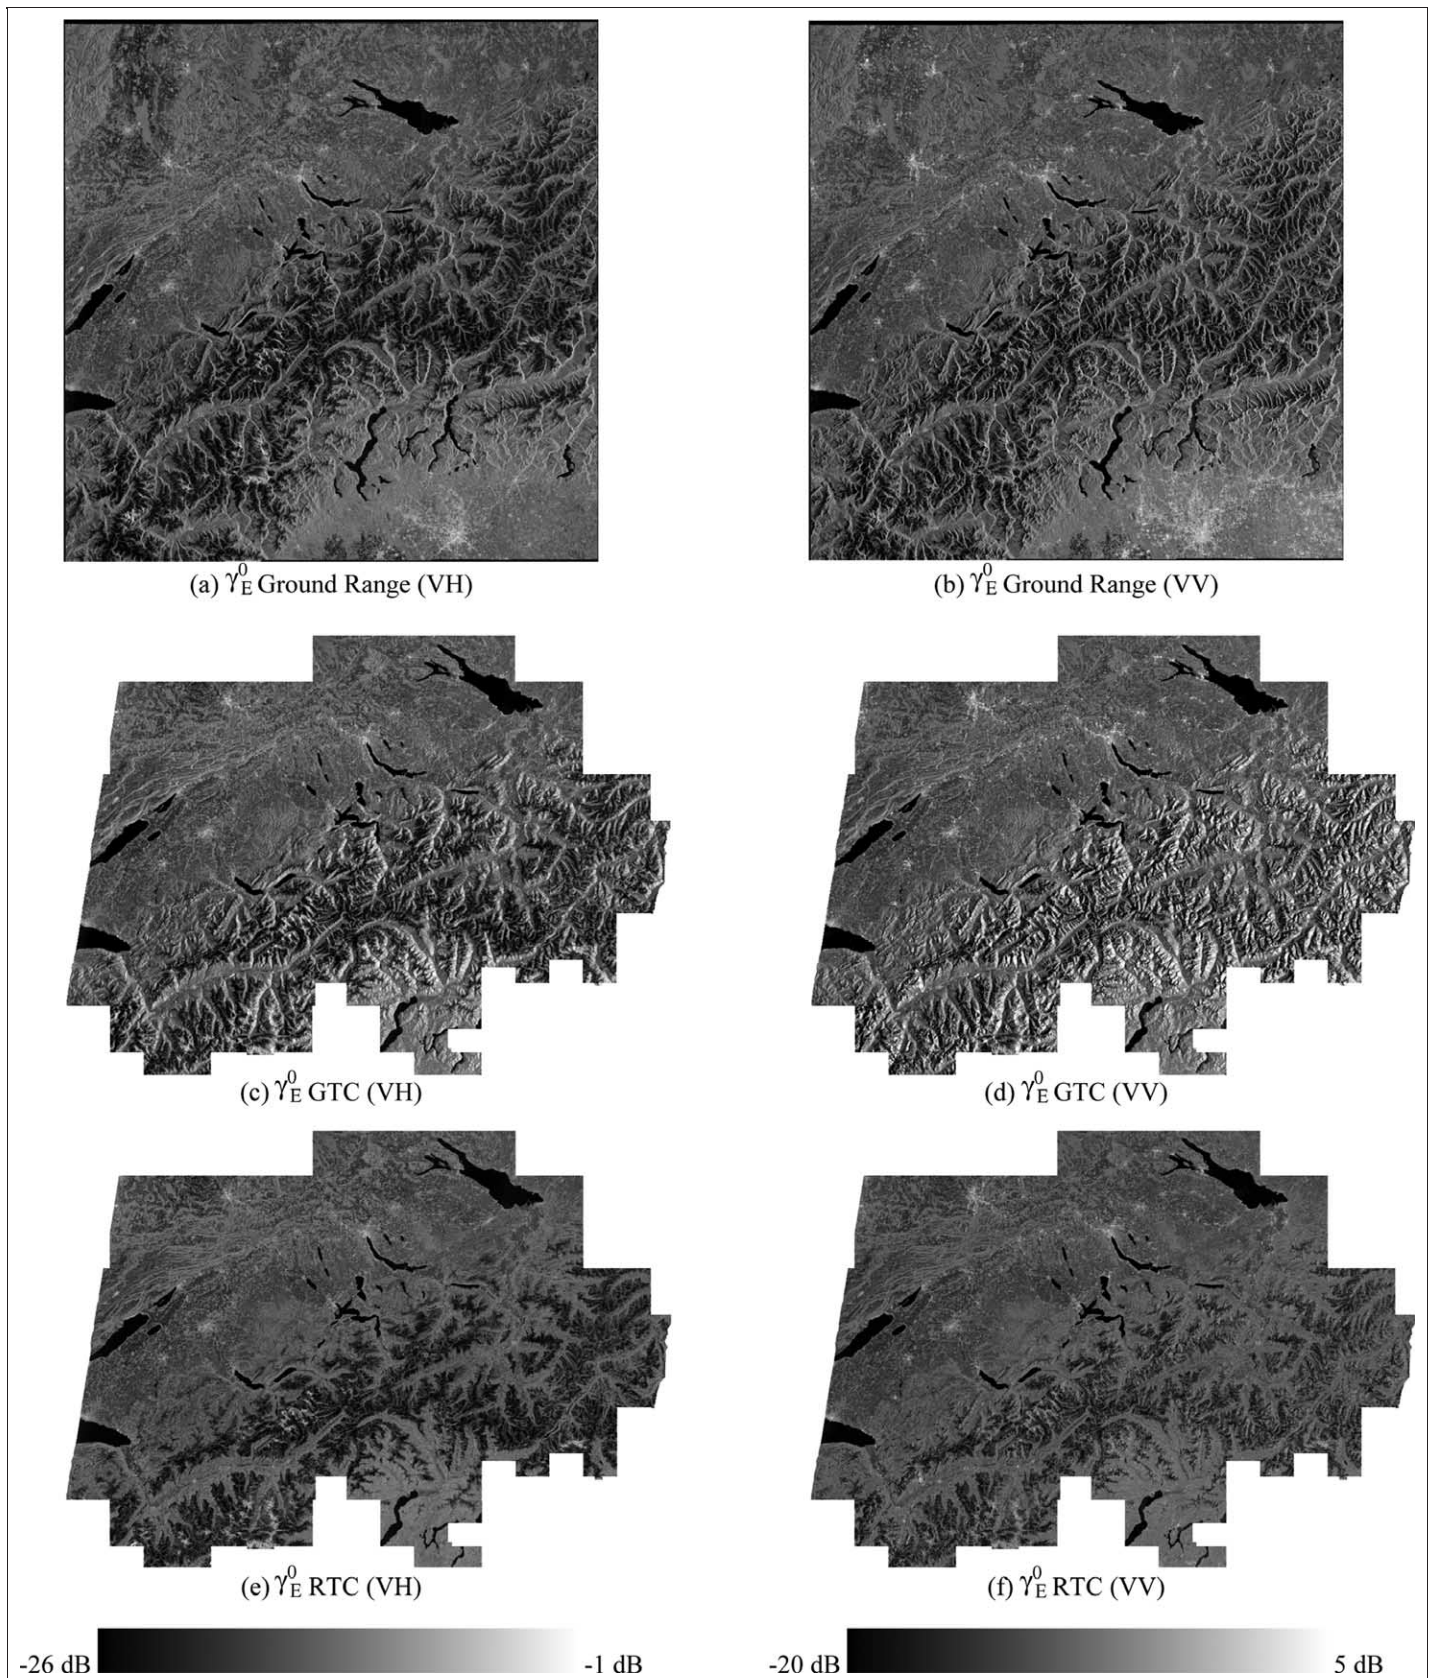 (a) γ⁰E Ground Range (VH)
(b) γ⁰E Ground Range (VV)
(c) γ⁰E GTC (VH)
(d) γ⁰E GTC (VV)
(e) γ⁰E RTC (VH)
(f) γ⁰E RTC (VV)
-26 dB -1 dB
-20 dB 5 dB